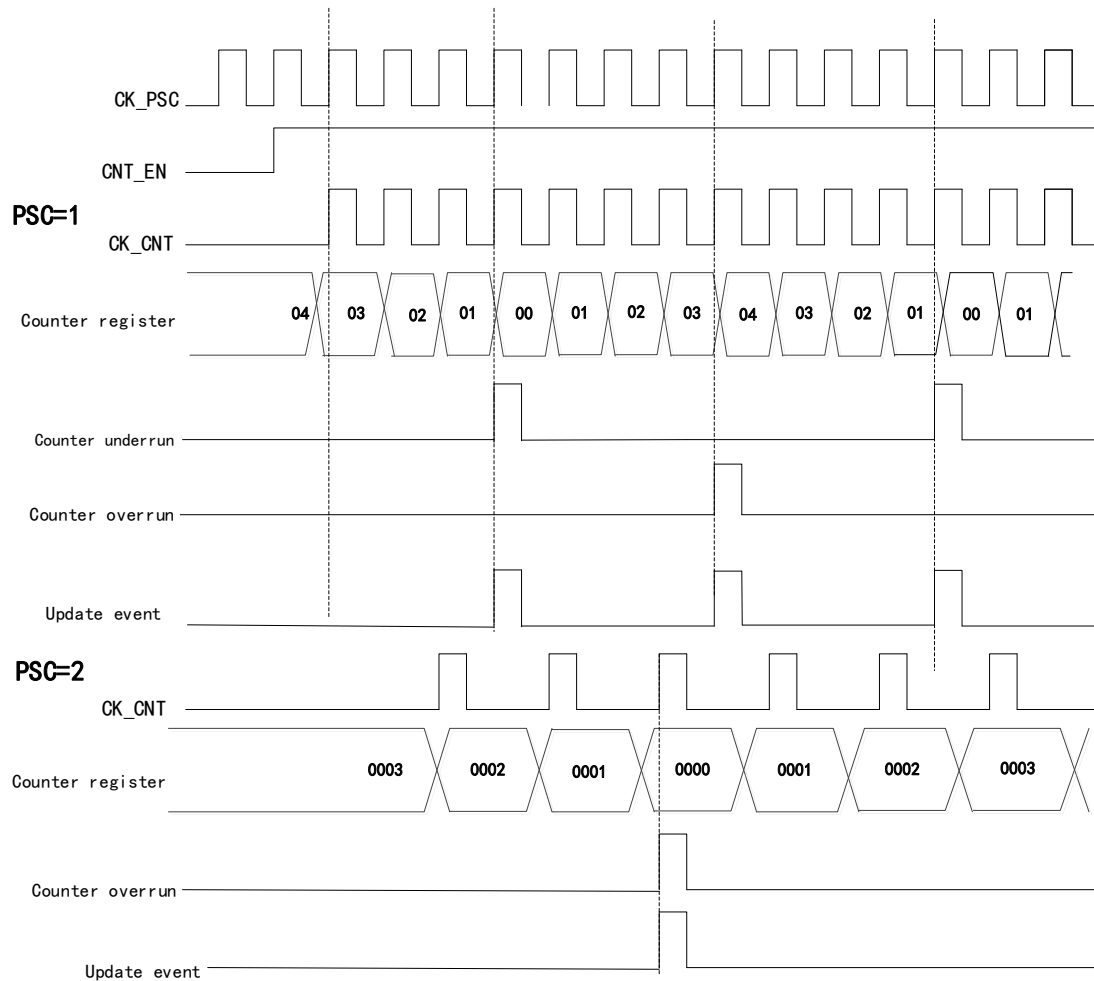 CK_PSC
CNT_EN
PSC=1
CK_CNT
Counter register 04 03 02 01 00 01 02 03 04 03 02 01 00 01
Counter underrun
Counter overrun
Update event
PSC=2
CK_CNT
Counter register 0003 0002 0001 0000 0001 0002 0003
Counter overrun
Update event